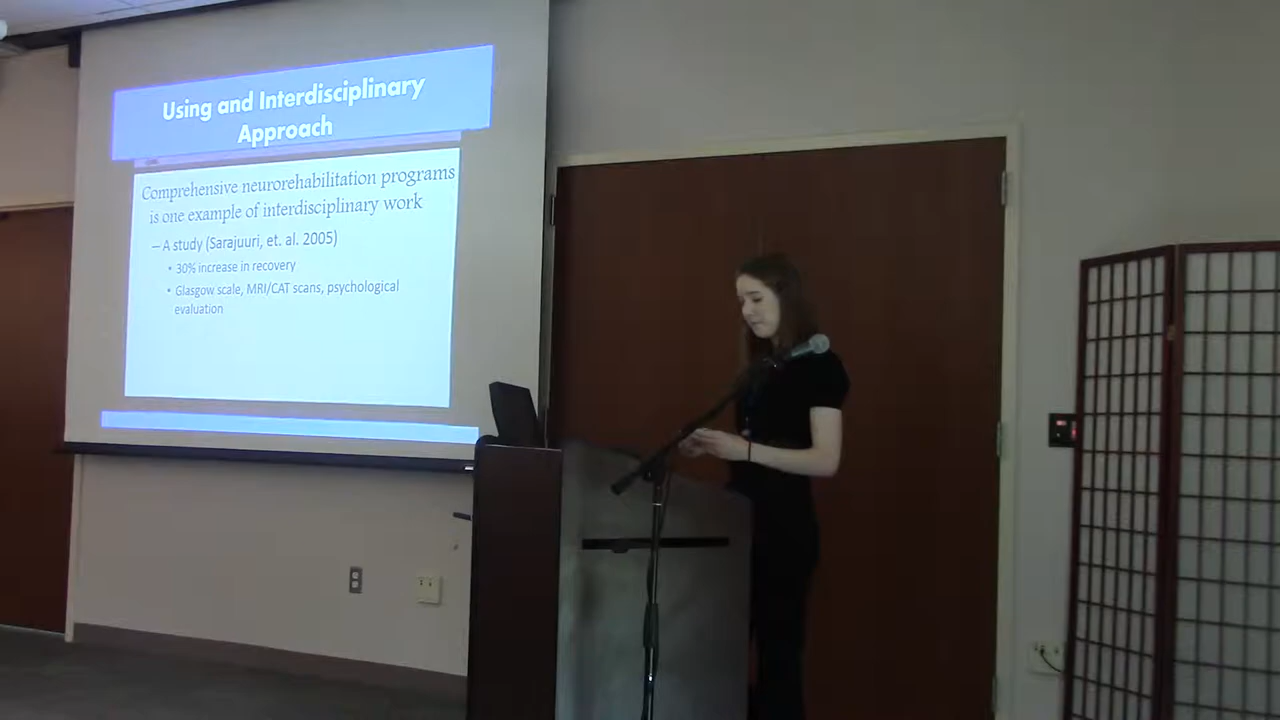 Using and Interdisciplinary
Approach
Comprehensive neurorehabilitation programs
is one example of interdisciplinary work
– A study (Sarajuuri, et. al. 2005)
• 30% increase in recovery
• Glasgow scale, MRI/CAT scans, psychological
evaluation